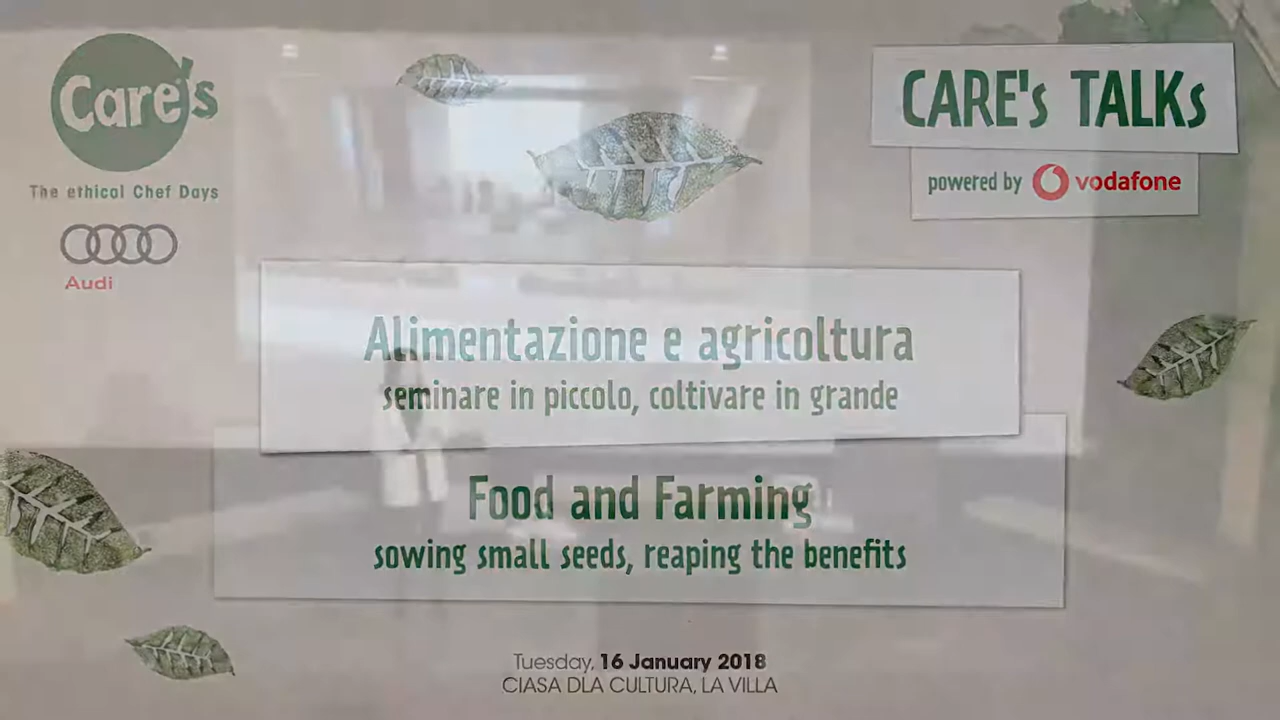 Care's
The ethical Chef Days
Audi
CARE's TALKs
powered by vodafone
Alimentazione e agricoltura
seminare in piccolo, coltivare in grande
Food and Farming
sowing small seeds, reaping the benefits
Tuesday, 16 January 2018
CIASA DLA CULTURA, LA VILLA